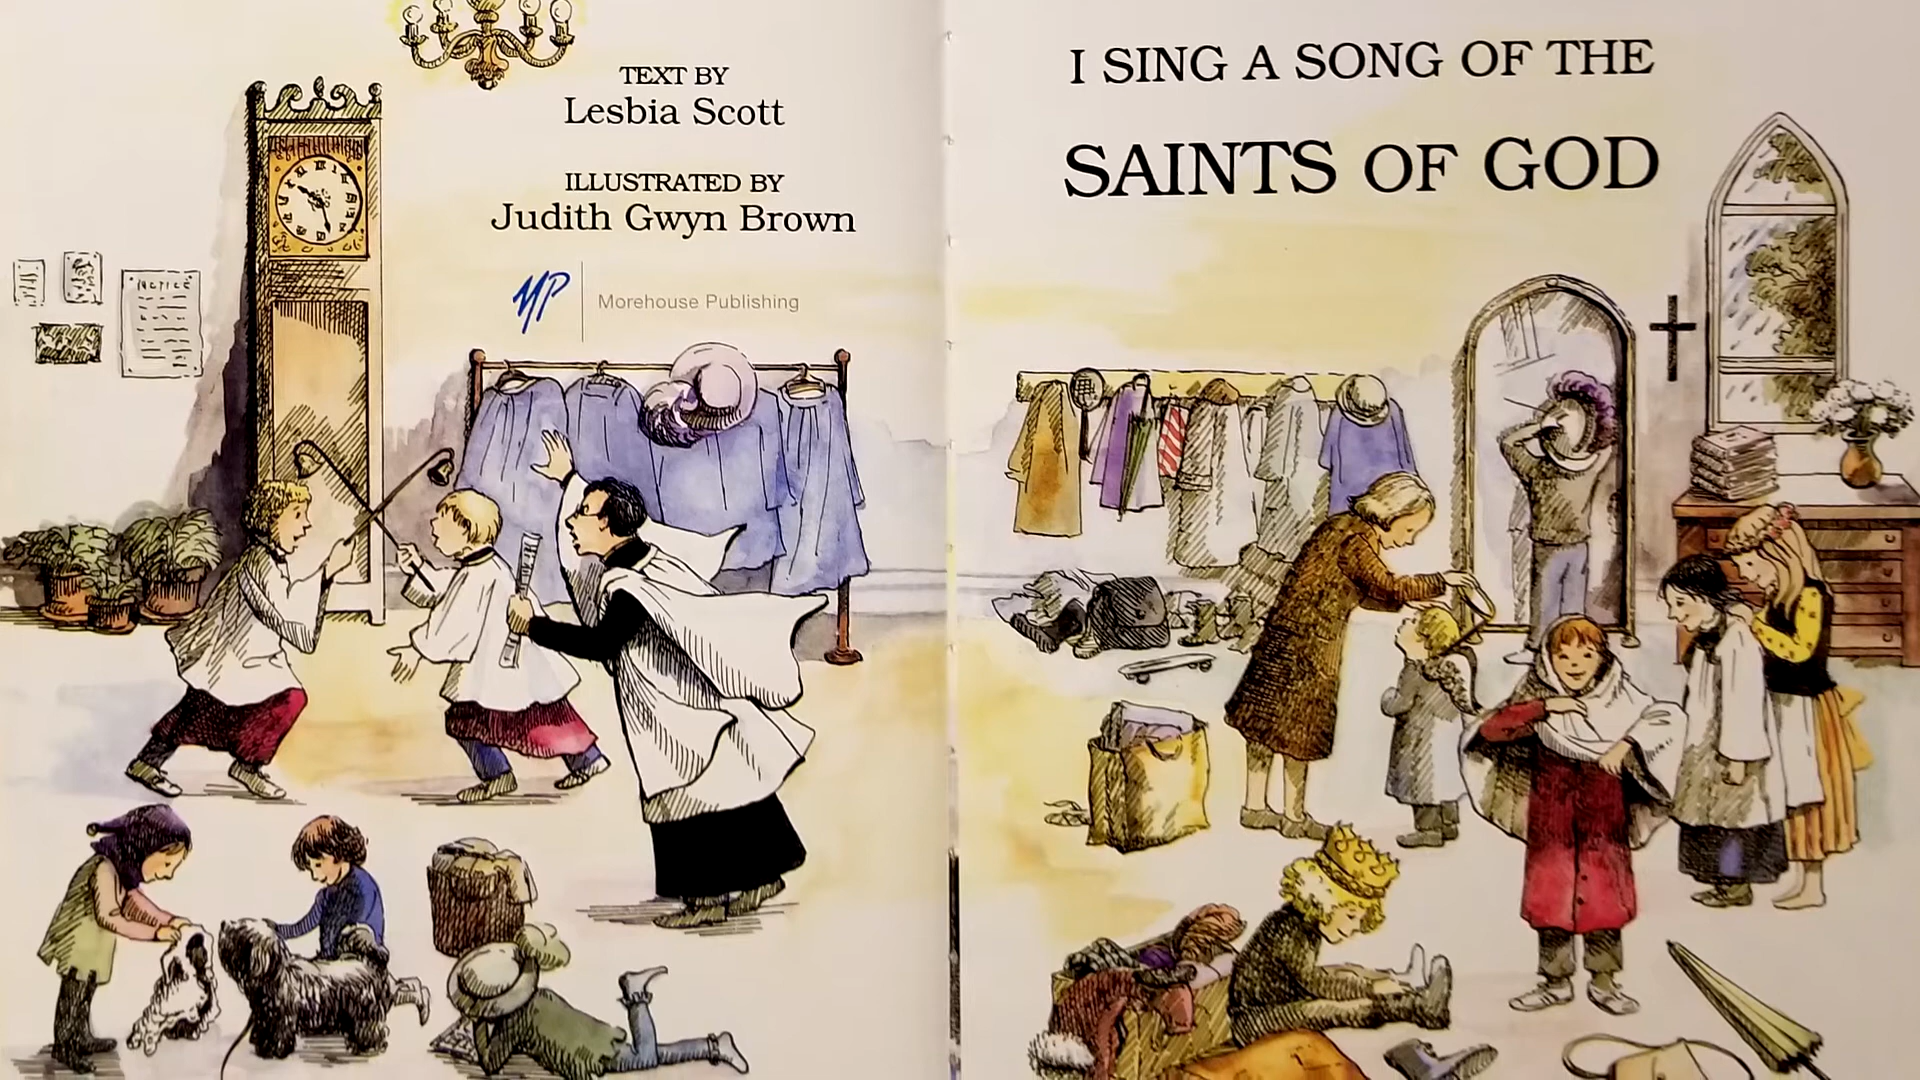 TEXT BY
Lesbia Scott
ILLUSTRATED BY
Judith Gwyn Brown
MP
Morehouse Publishing
NOTICE
I SING A SONG OF THE
SAINTS OF GOD